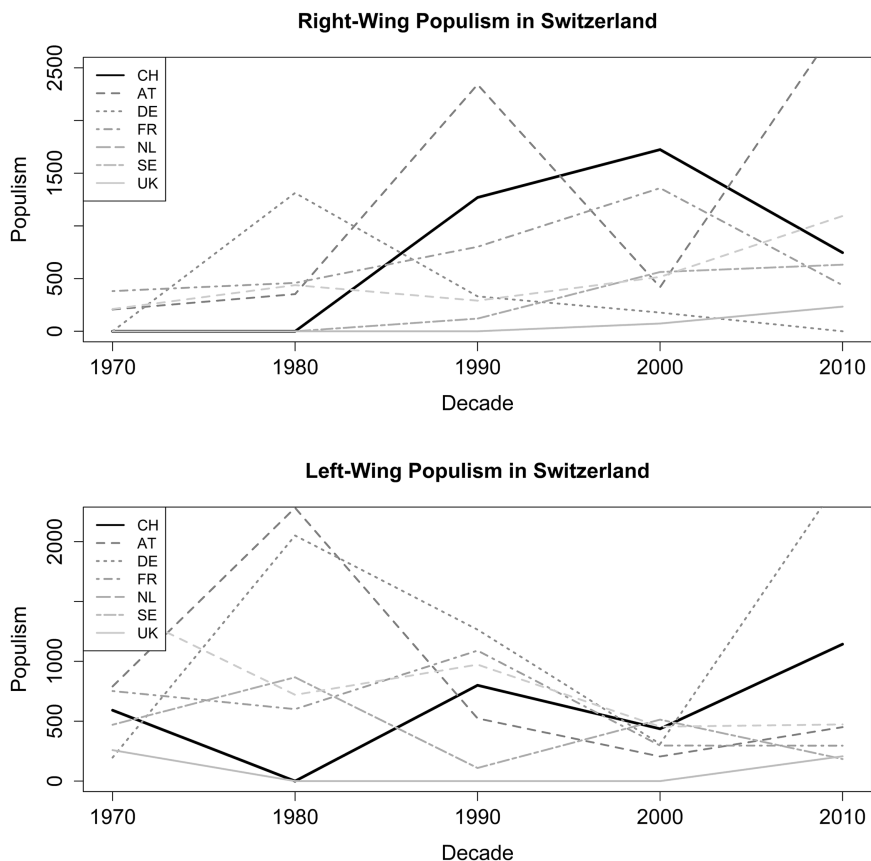 Right-Wing Populism in Switzerland
2500
1500
500
0
Populism
CH
AT
DE
FR
NL
SE
UK
1970 1980 1990 2000 2010
Decade
Left-Wing Populism in Switzerland
2000
1000
500
0
Populism
CH
AT
DE
FR
NL
SE
UK
1970 1980 1990 2000 2010
Decade